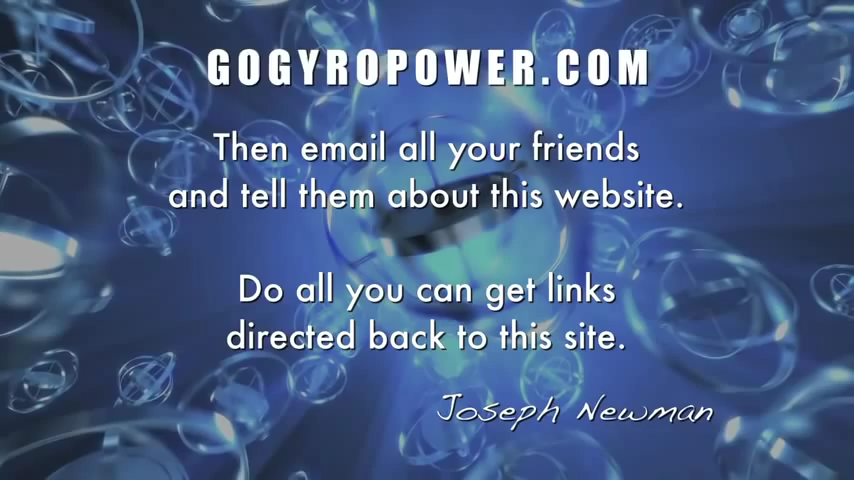 GOGYROPOWER.COM
Then email all your friends
and tell them about this website.
Do all you can get links
directed back to this site.
Joseph Newman